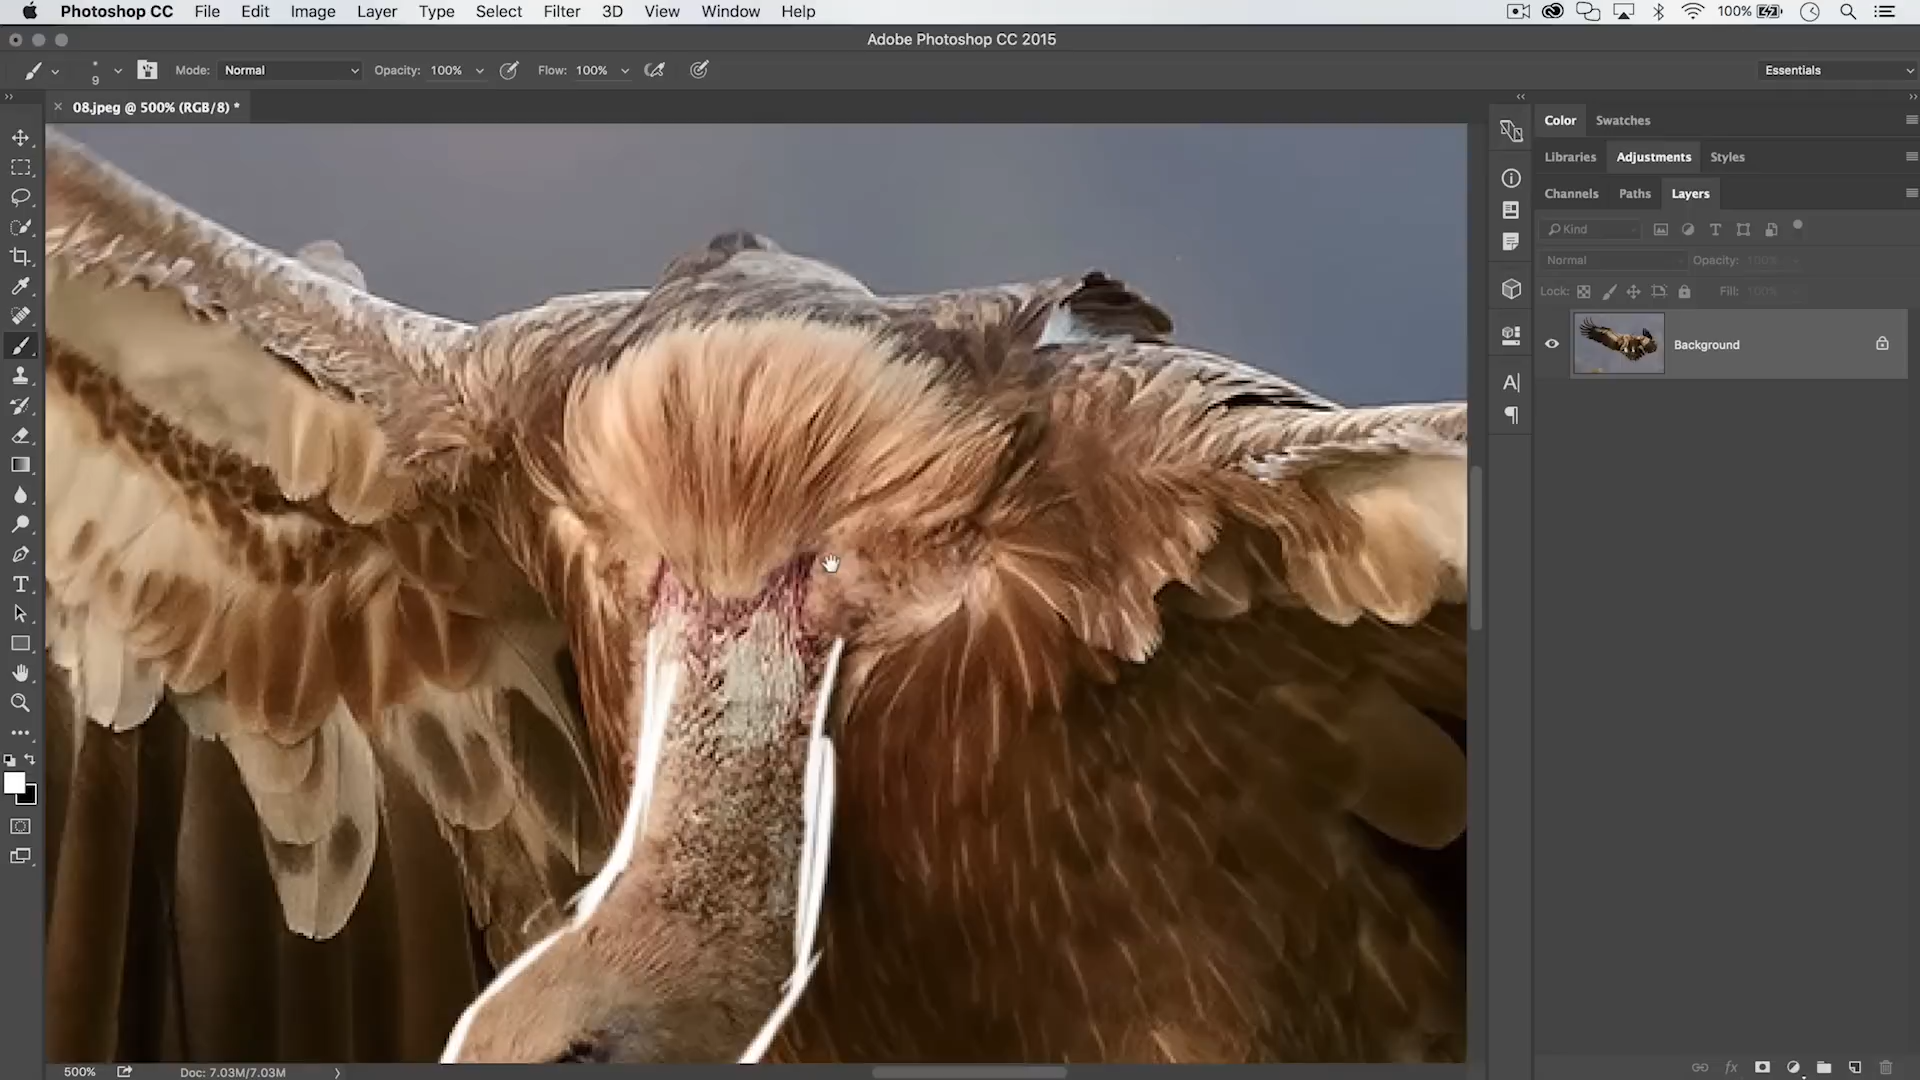 Photoshop CC File Edit Image Layer Type Select Filter 3D View Window Help 100%
Adobe Photoshop CC 2015
9 Mode: Normal Opacity: 100% Flow: 100% Essentials
08.jpeg @ 500% (RGB/8) *
Color Swatches
Libraries Adjustments Styles
Channels Paths Layers
Kind
Normal Opacity: 100%
Lock: Fill: 100%
Background
500% Doc: 7.03M/7.03M